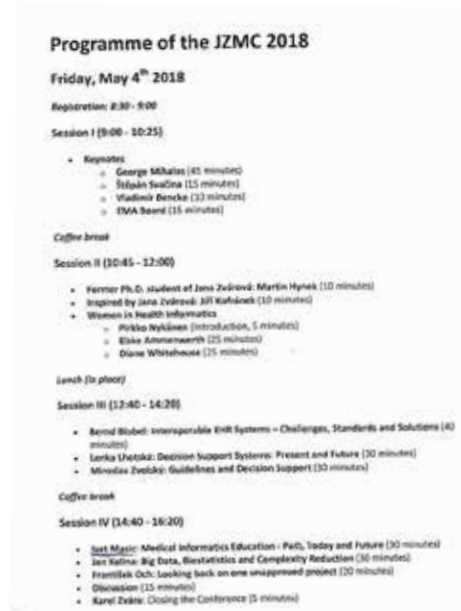 Programme of the JZMC 2018
Friday, May 4th 2018
Registration: 8:30 - 9:00
Session I (9:00 - 10:25)
• Keynotes
○ George Mihalas (45 minutes)
○ Štěpán Svačina (15 minutes)
○ Vladimír Bencko (10 minutes)
○ EMA Board (15 minutes)
Coffee break
Session II (10:45 - 12:00)
• Former Ph.D. student of Jana Zvárová: Martin Hynek (10 minutes)
• Inspired by Jana Zvárová: Jiří Kofránek (10 minutes)
• Women in Health Informatics
○ Pirkko Nykänen (Introduction, 5 minutes)
○ Elske Ammenwerth (25 minutes)
○ Diane Whitehouse (25 minutes)
Lunch (in place)
Session III (12:40 - 14:20)
• Bernd Blobel: Interoperable EHR Systems – Challenges, Standards and Solutions (40
minutes)
• Lenka Lhotská: Decision Support Systems: Present and Future (30 minutes)
• Miroslav Zvolský: Guidelines and Decision Support (30 minutes)
Coffee break
Session IV (14:40 - 16:20)
• Izet Masic: Medical Informatics Education - Past, Today and Future (30 minutes)
• Jan Kalina: Big Data, Biostatistics and Complexity Reduction (30 minutes)
• František Och: Looking back on one unapproved project (20 minutes)
• Discussion (15 minutes)
• Karel Zvára: Closing the Conference (5 minutes)